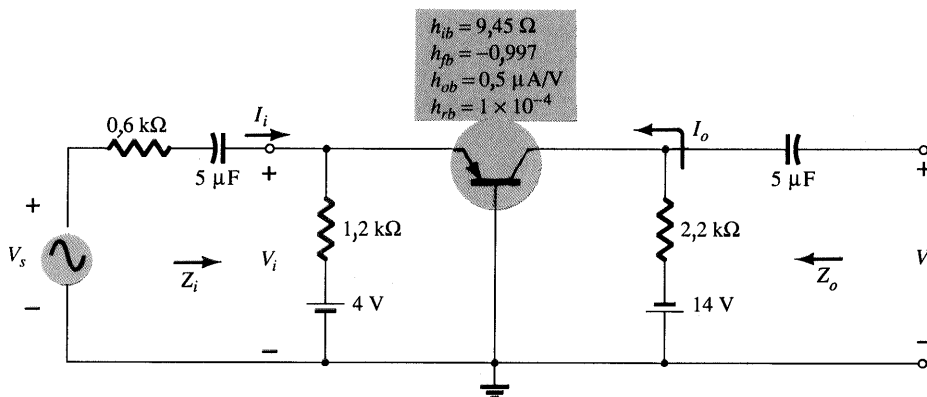 h_ib = 9,45 Ω
h_fb = −0,997
h_ob = 0,5 μ A/V
h_rb = 1 × 10⁻⁴
0,6 kΩ
I_i
I_o
5 μF
5 μF
+
+
+
V_s
Z_i
V_i
1,2 kΩ
2,2 kΩ
Z_o
V
4 V
14 V
−
−
−